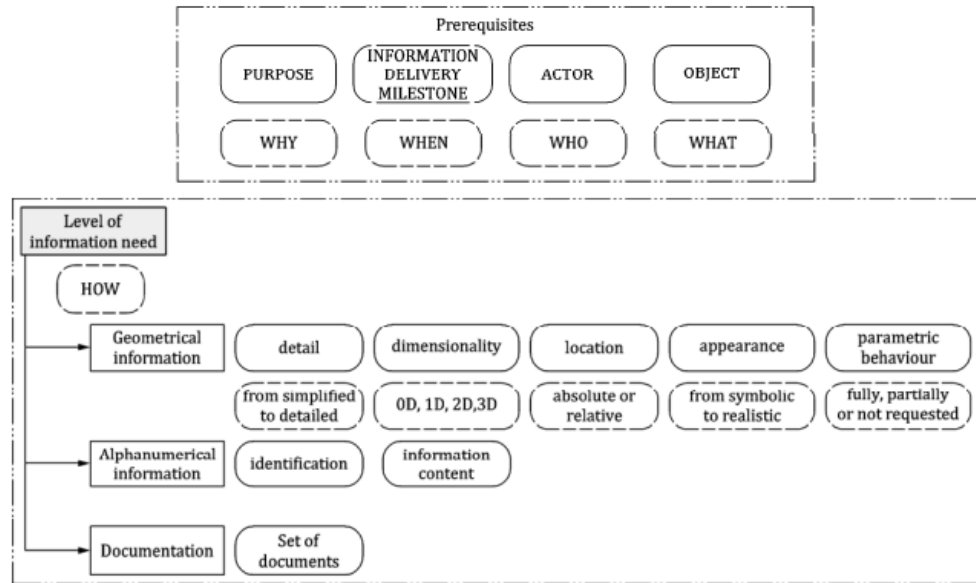 Prerequisites
PURPOSE
INFORMATION
DELIVERY
MILESTONE
ACTOR
OBJECT
WHY
WHEN
WHO
WHAT
Level of
information need
HOW
Geometrical
information
detail
dimensionality
location
appearance
parametric
behaviour
from simplified
to detailed
0D, 1D, 2D,3D
absolute or
relative
from symbolic
to realistic
fully, partially
or not requested
Alphanumerical
information
identification
information
content
Documentation
Set of
documents